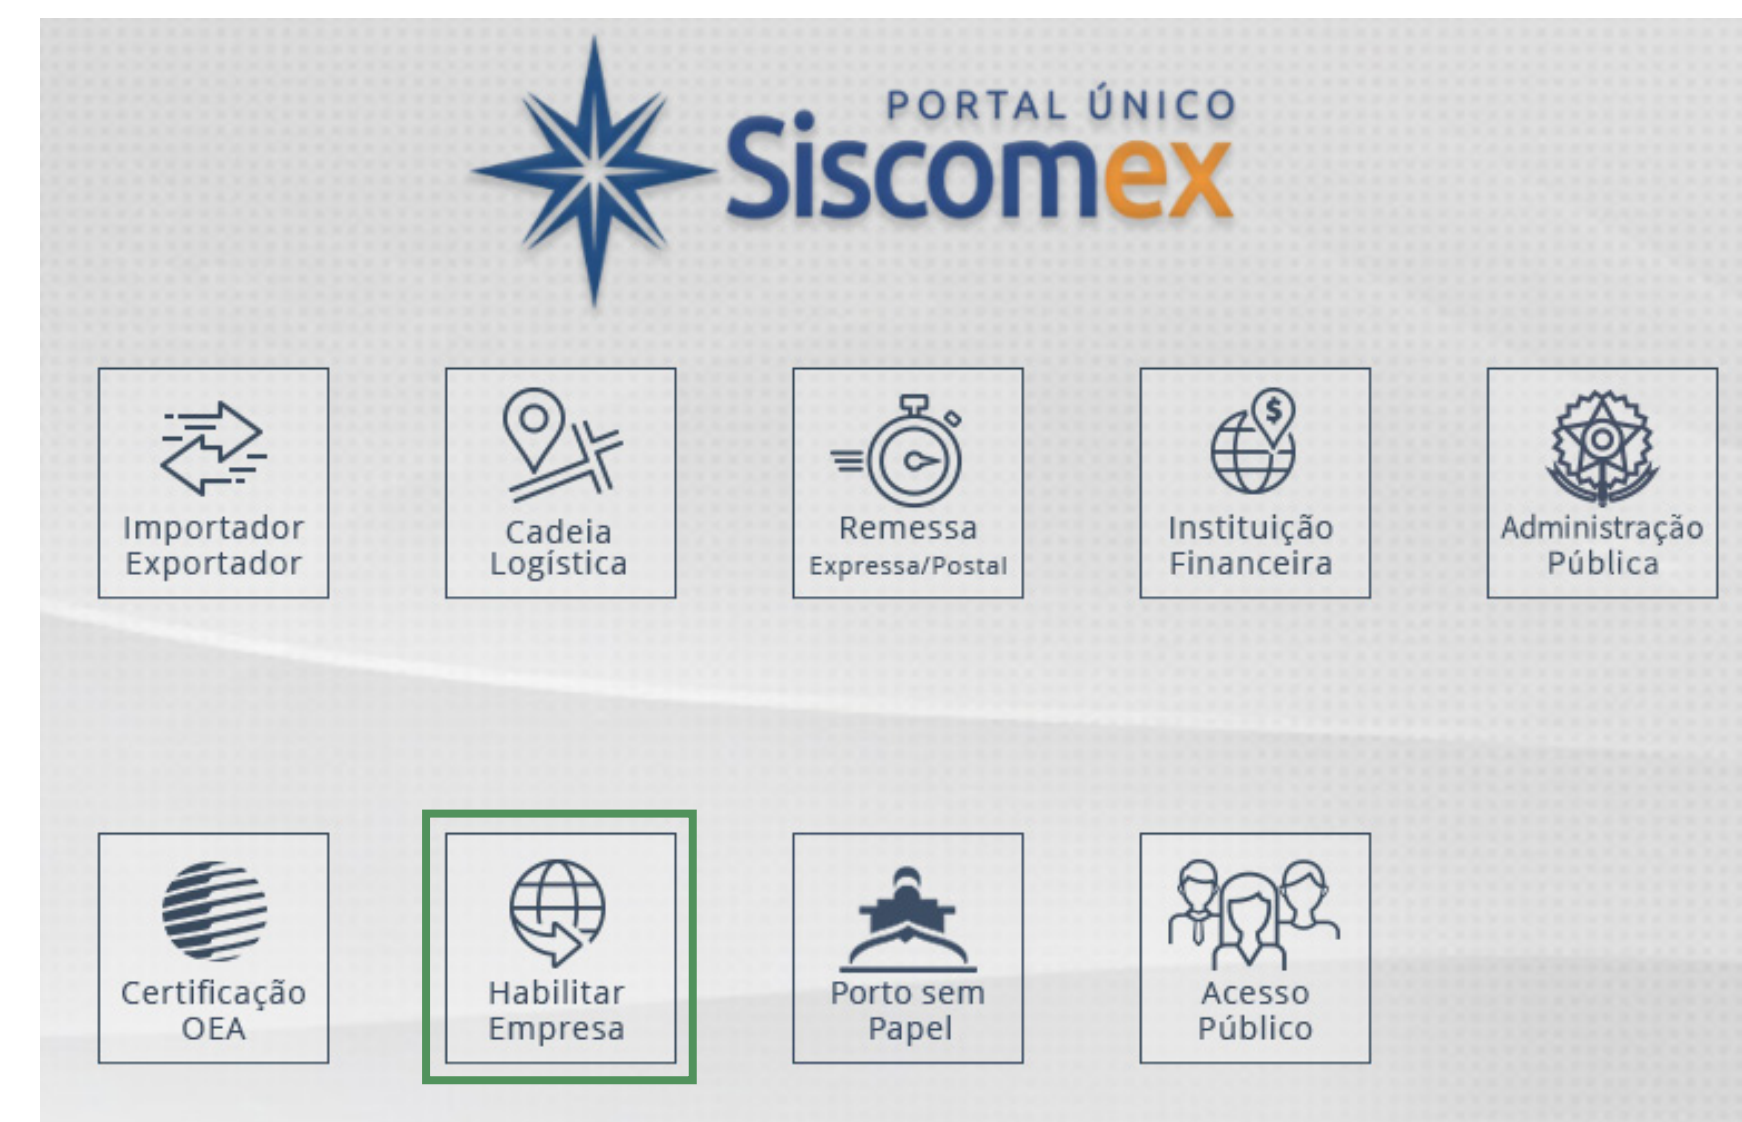 PORTAL ÚNICO
Siscomex
Importador
Exportador
Cadeia
Logística
Remessa
Expressa/Postal
$
Instituição
Financeira
Administração
Pública
Certificação
OEA
Habilitar
Empresa
Porto sem
Papel
Acesso
Público